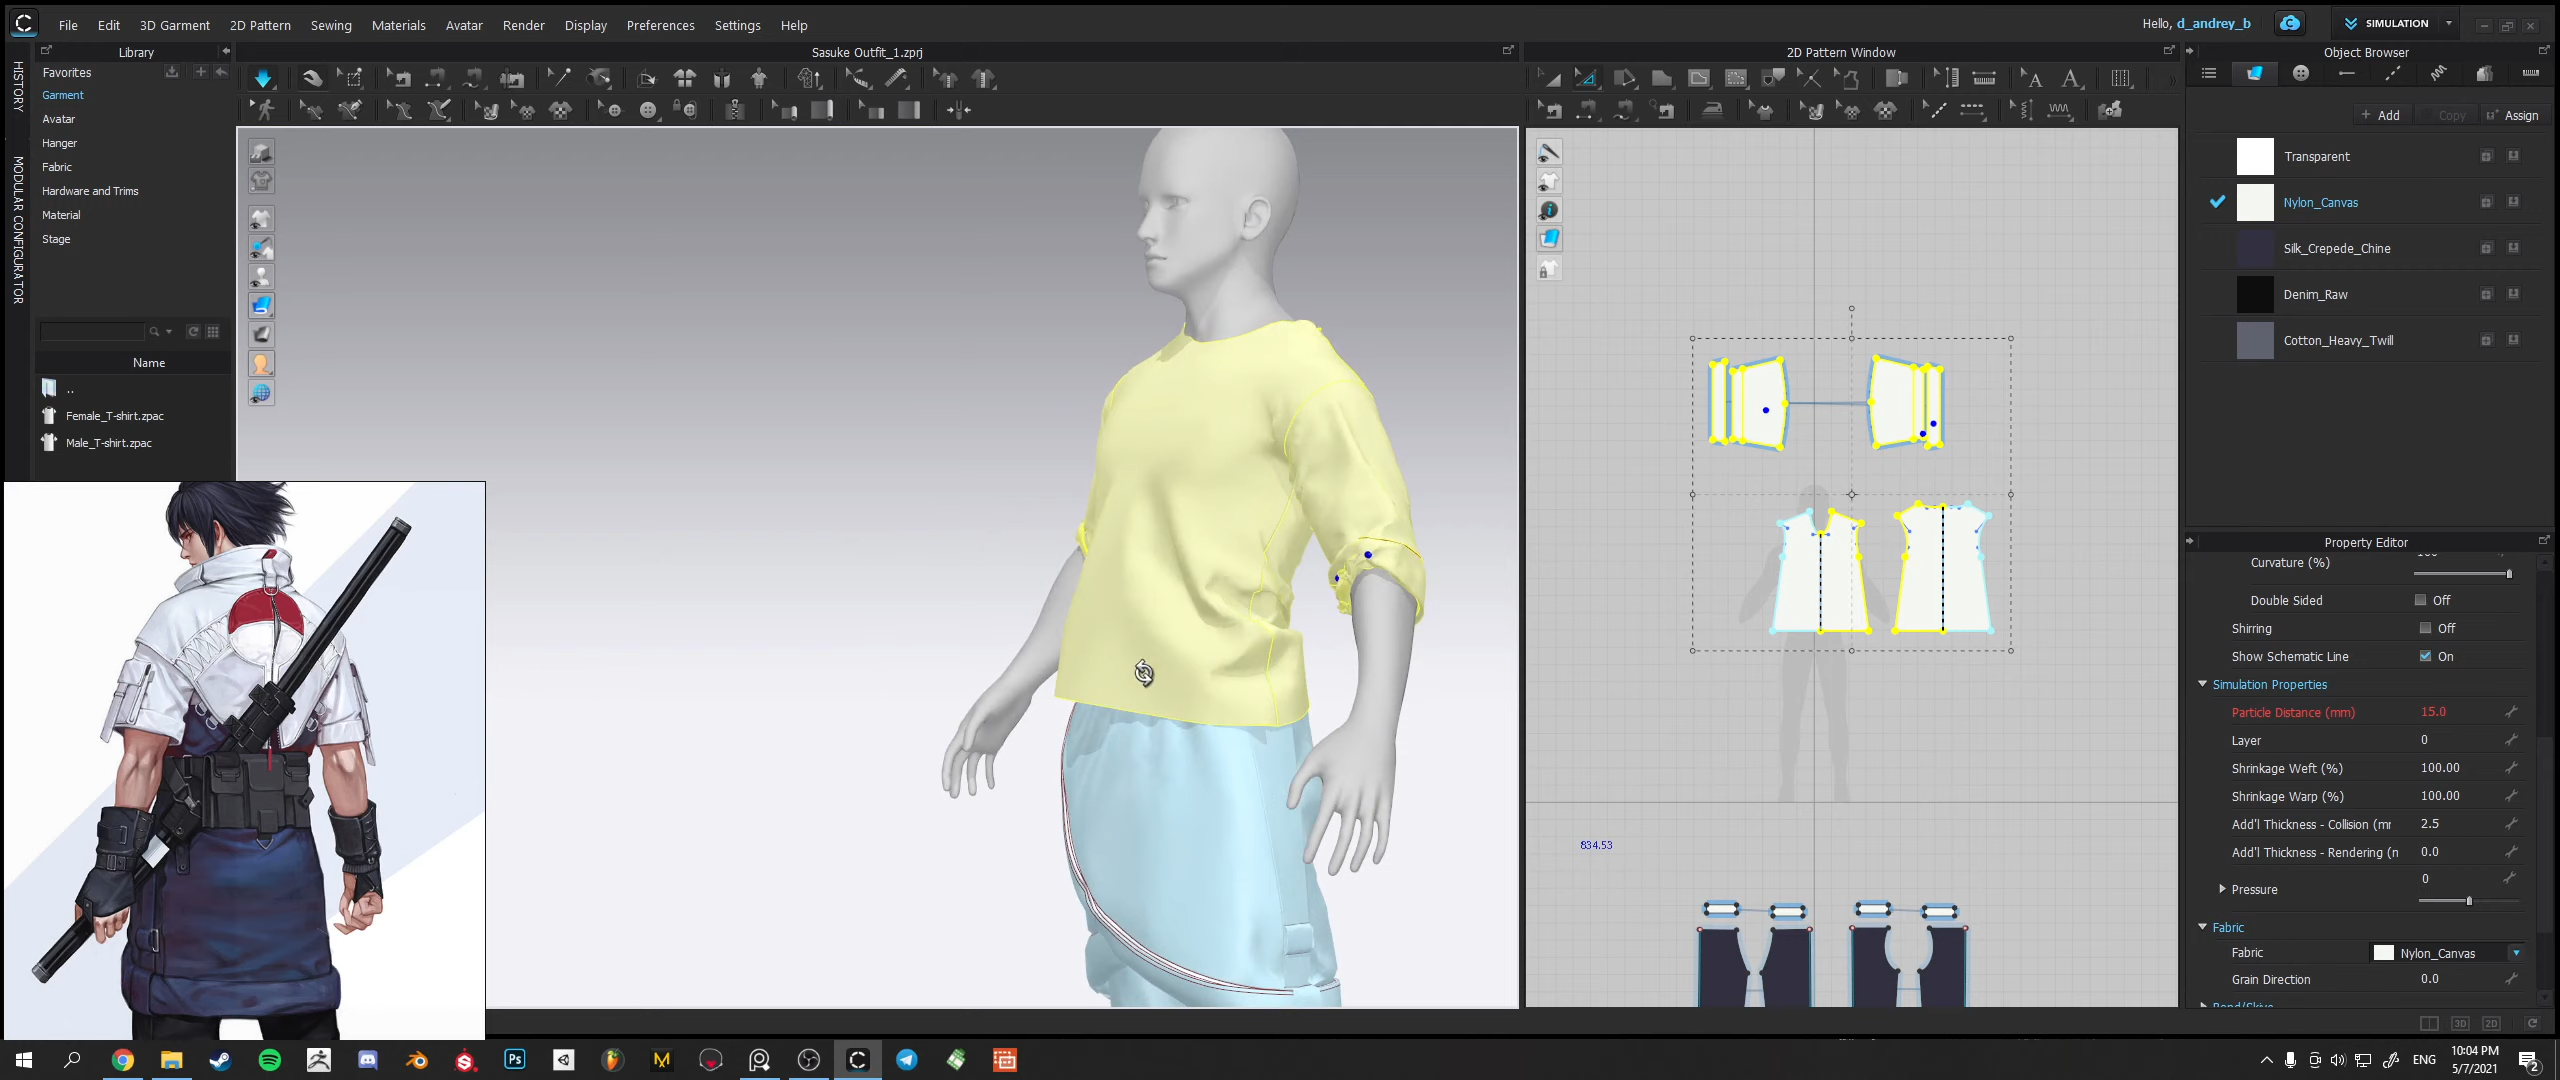 File Edit 3D Garment 2D Pattern Sewing Materials Avatar Render Display Preferences Settings Help
Hello, d_andrey_b
SIMULATION
Library
Sasuke Outfit_1.zprj
2D Pattern Window
Object Browser
HISTORY
MODULAR CONFIGURATOR
Favorites
Garment
Avatar
Hanger
Fabric
Hardware and Trims
Material
Stage
Name
..
Female_T-shirt.zpac
Male_T-shirt.zpac
834.53
Add Copy Assign
Transparent
Nylon_Canvas
Silk_Crepede_Chine
Denim_Raw
Cotton_Heavy_Twill
Property Editor
Curvature (%)
Double Sided Off
Shirring Off
Show Schematic Line On
Simulation Properties
Particle Distance (mm) 15.0
Layer 0
Shrinkage Weft (%) 100.00
Shrinkage Warp (%) 100.00
Add'l Thickness - Collision (mr 2.5
Add'l Thickness - Rendering (n 0.0
Pressure 0
Fabric
Fabric Nylon_Canvas
Grain Direction 0.0
3D 2D
Ps
ENG
10:04 PM
5/7/2021
2